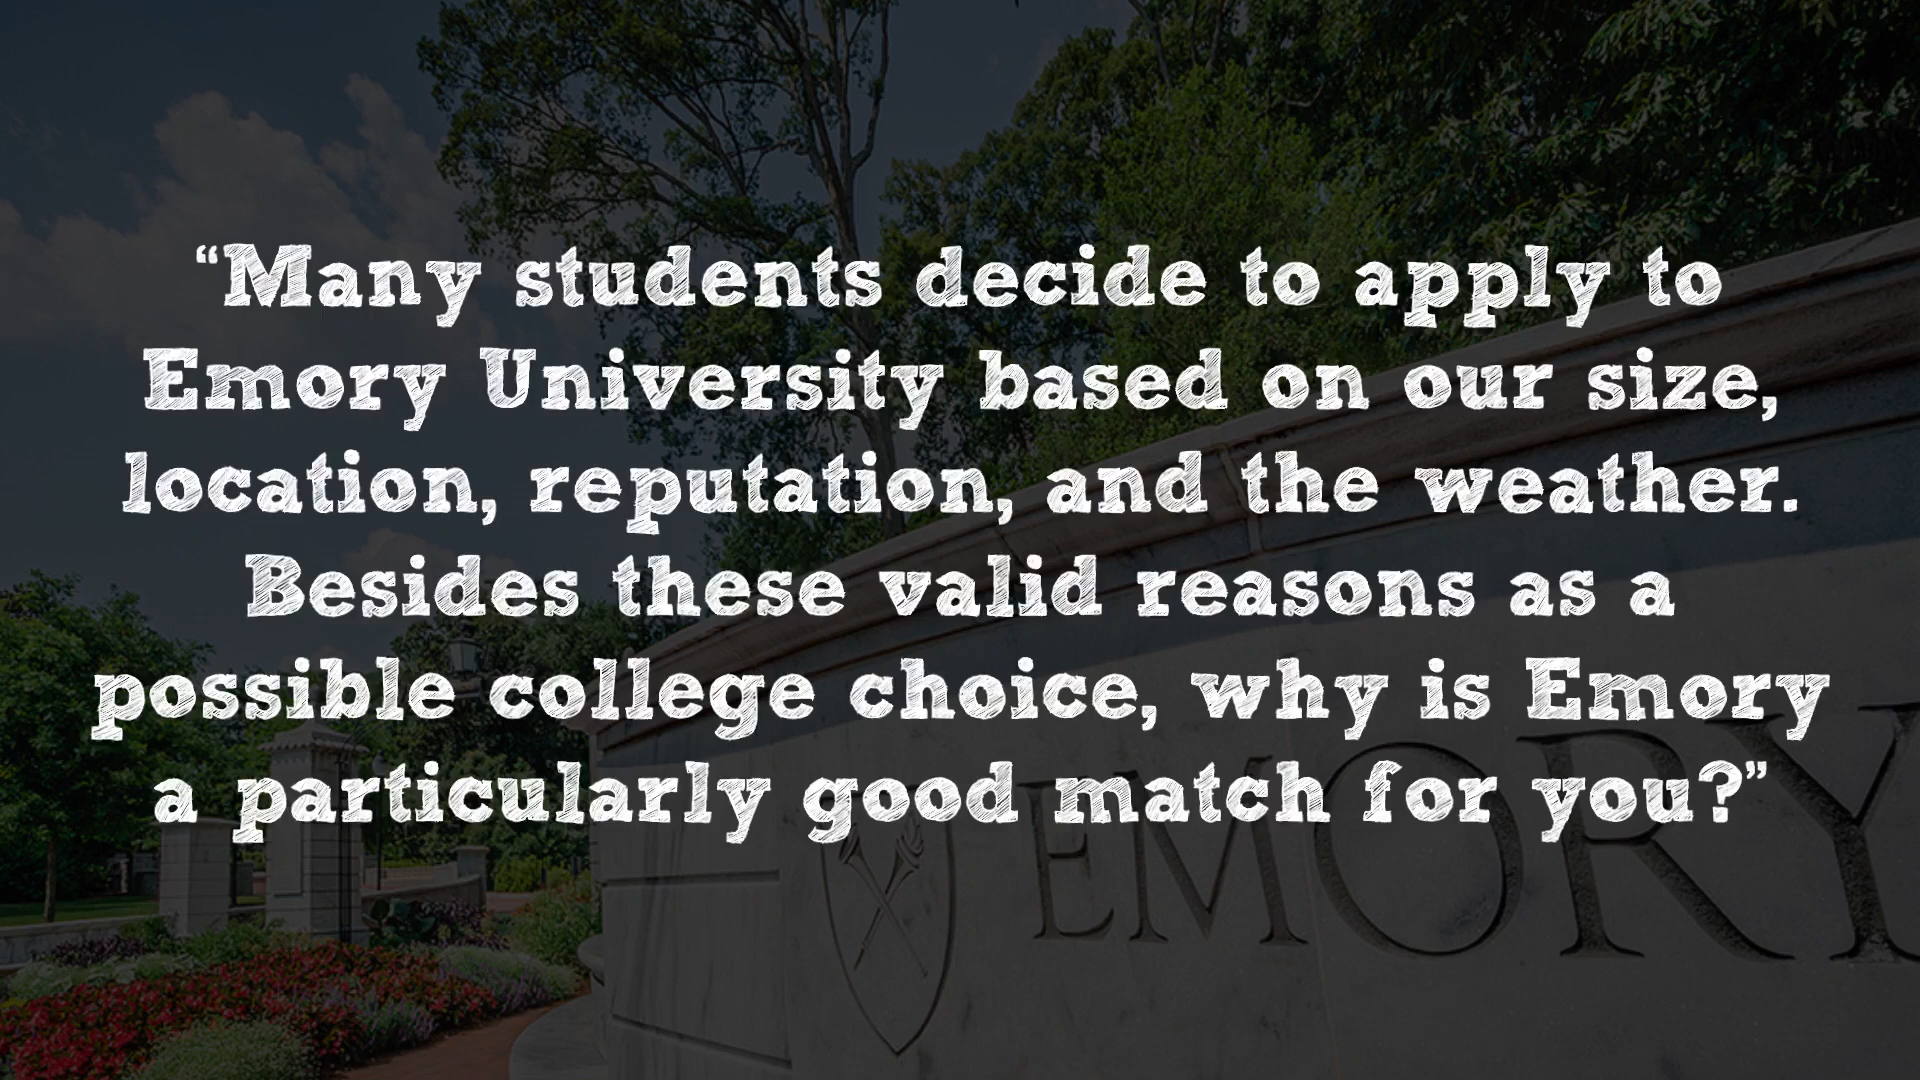 “Many students decide to apply to
Emory University based on our size,
location, reputation, and the weather.
Besides these valid reasons as a
possible college choice, why is Emory
a particularly good match for you?”
EMORY